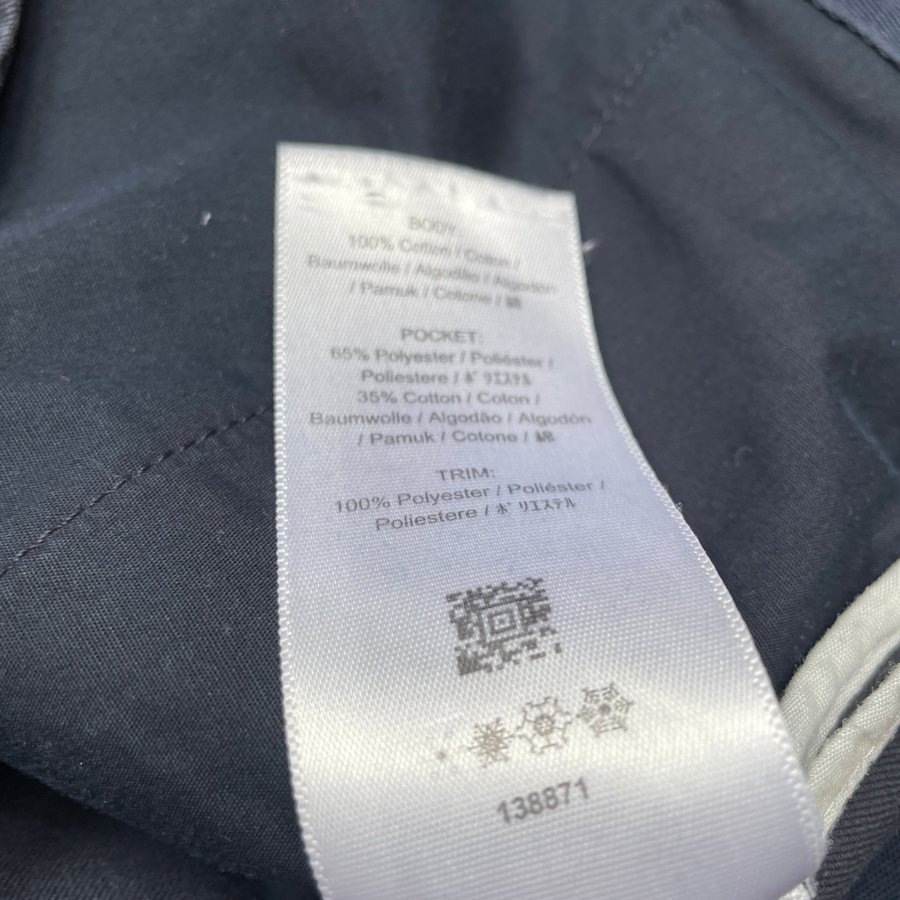 BODY:
100% Cotton / Coton /
Baumwolle / Algodão / Algodón
/ Pamuk / Cotone / 綿
POCKET:
65% Polyester / Poliéster /
Poliestere / ﾎﾟﾘｴｽﾃﾙ
35% Cotton / Coton /
Baumwolle / Algodão / Algodón
/ Pamuk / Cotone / 綿
TRIM:
100% Polyester / Poliéster /
Poliestere / ﾎﾟﾘｴｽﾃﾙ
138871